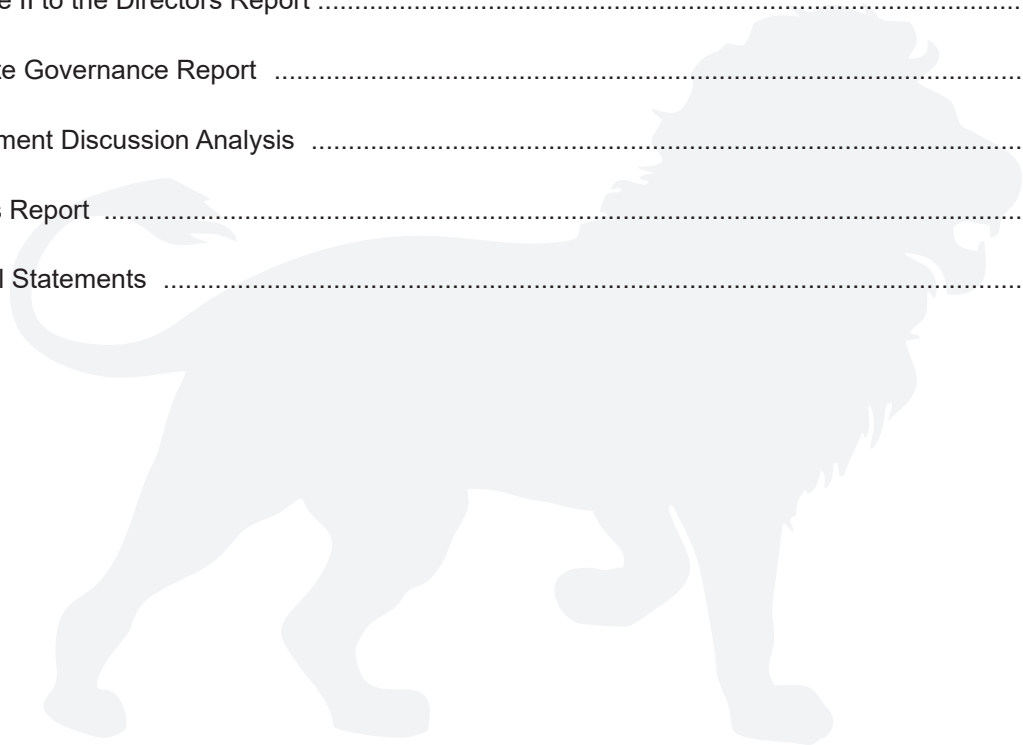 e II to the Directors Report ........................................................................................................
te Governance Report ........................................................................................................
ment Discussion Analysis ........................................................................................................
s Report ........................................................................................................
l Statements ........................................................................................................